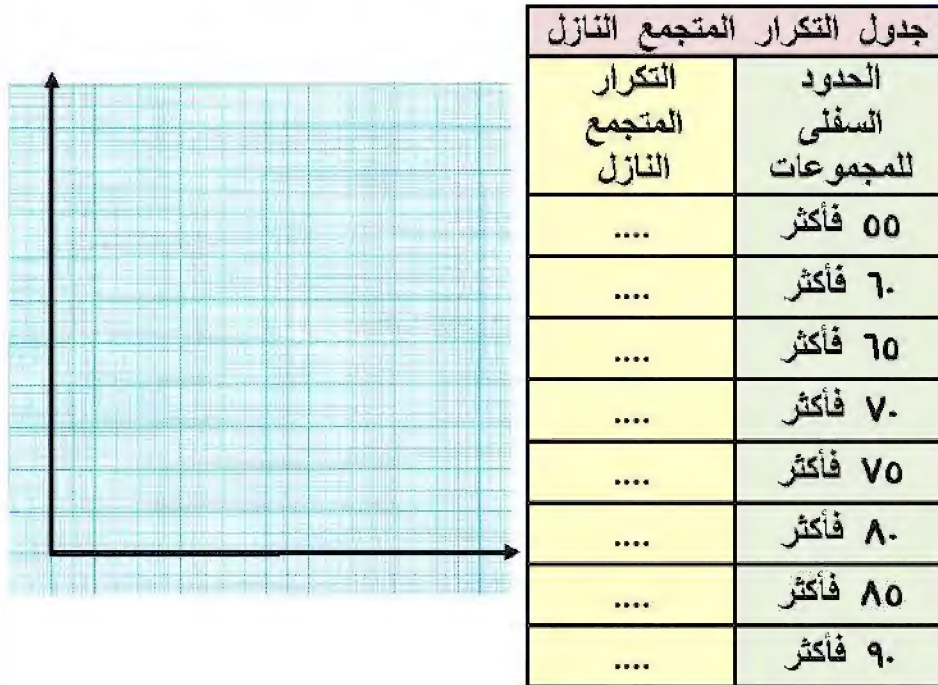 جدول التكرار المتجمع النازل
الحدود
السفلى
للمجموعات
التكرار
المتجمع
النازل
٥٥ فأكثر ....
٦٠ فأكثر ....
٦٥ فأكثر ....
٧٠ فأكثر ....
٧٥ فأكثر ....
٨٠ فأكثر ....
٨٥ فأكثر ....
٩٠ فأكثر ....